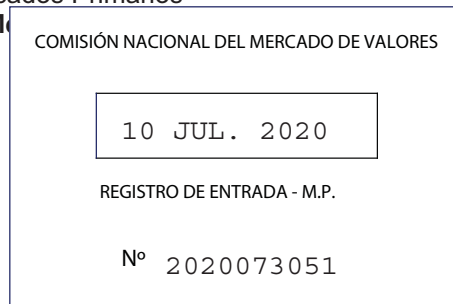 COMISIÓN NACIONAL DEL MERCADO DE VALORES
10 JUL. 2020
REGISTRO DE ENTRADA - M.P.
Nº 2020073051